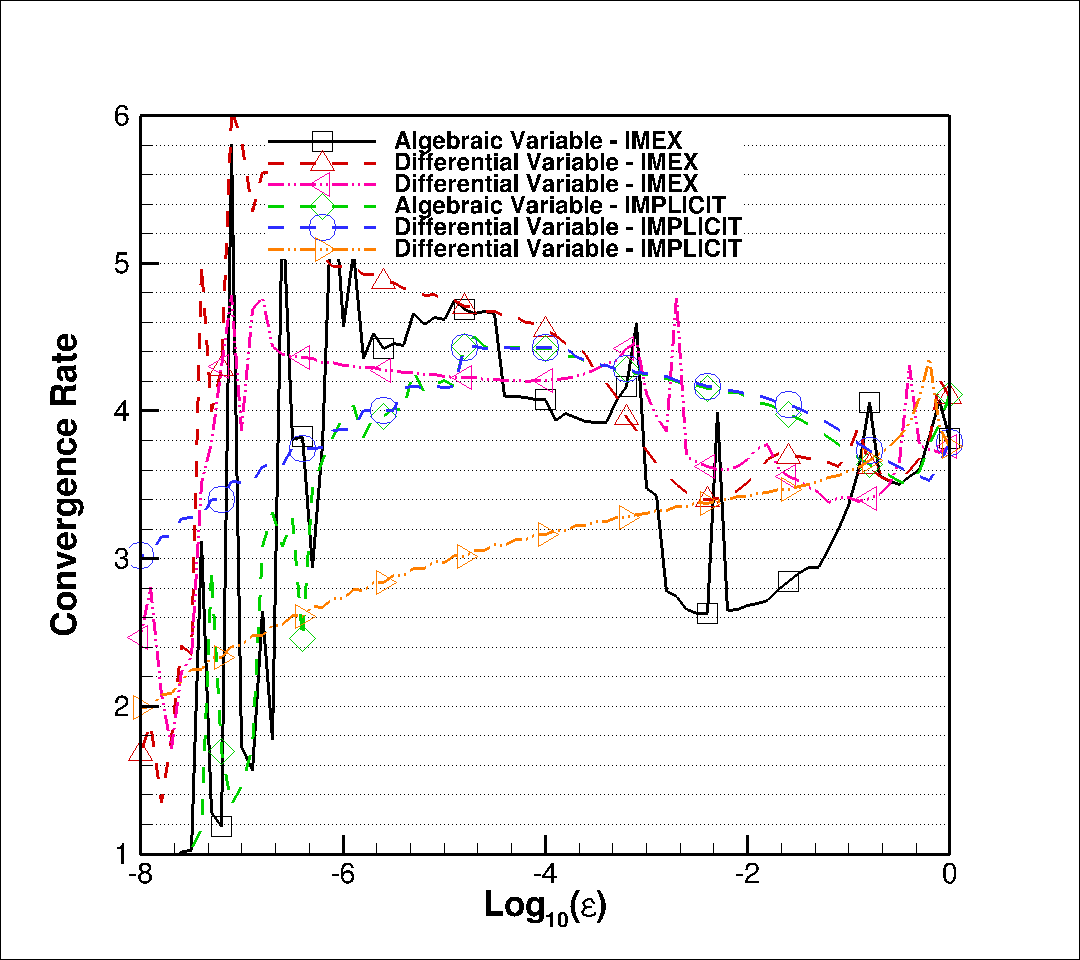 6
Algebraic Variable - IMEX
Differential Variable - IMEX
Differential Variable - IMEX
Algebraic Variable - IMPLICIT
Differential Variable - IMPLICIT
Differential Variable - IMPLICIT
5
4
3
2
1
Convergence Rate
-8 -6 -4 -2 0
Log10(ε)